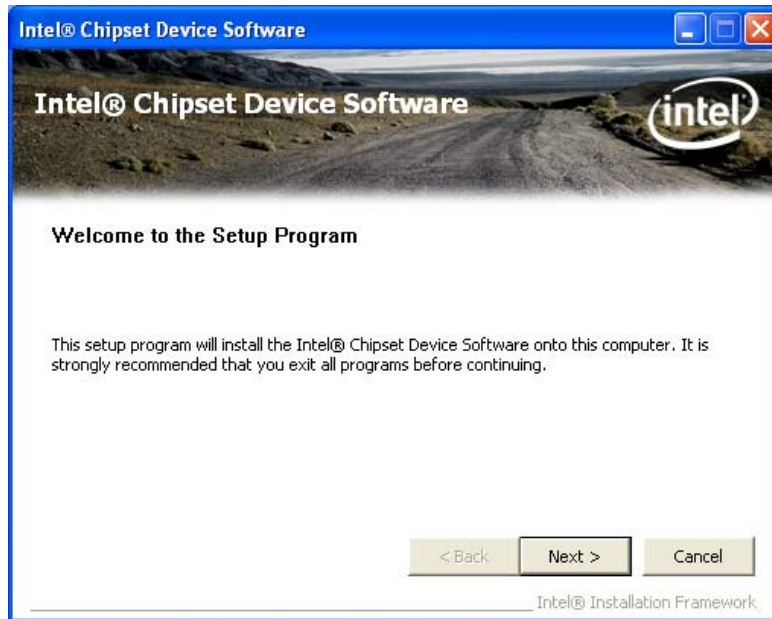 Intel® Chipset Device Software
Intel® Chipset Device Software
intel
Welcome to the Setup Program
This setup program will install the Intel® Chipset Device Software onto this computer. It is
strongly recommended that you exit all programs before continuing.
< Back
Next >
Cancel
Intel® Installation Framework